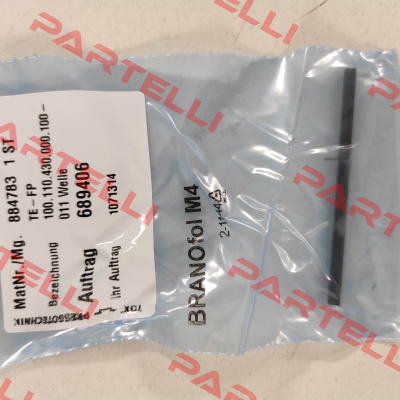 TOX®
PRESSOTECHNIK
MatNr./Mg. 884783 1 ST
Bezeichnung TE-FP
100.110.430.000.100-
011 Welle
Auftrag 689406
Ihr Auftrag 1071314
BRANOfol M4
PARTELLI
PARTELLI
PARTELLI
PARTELLI